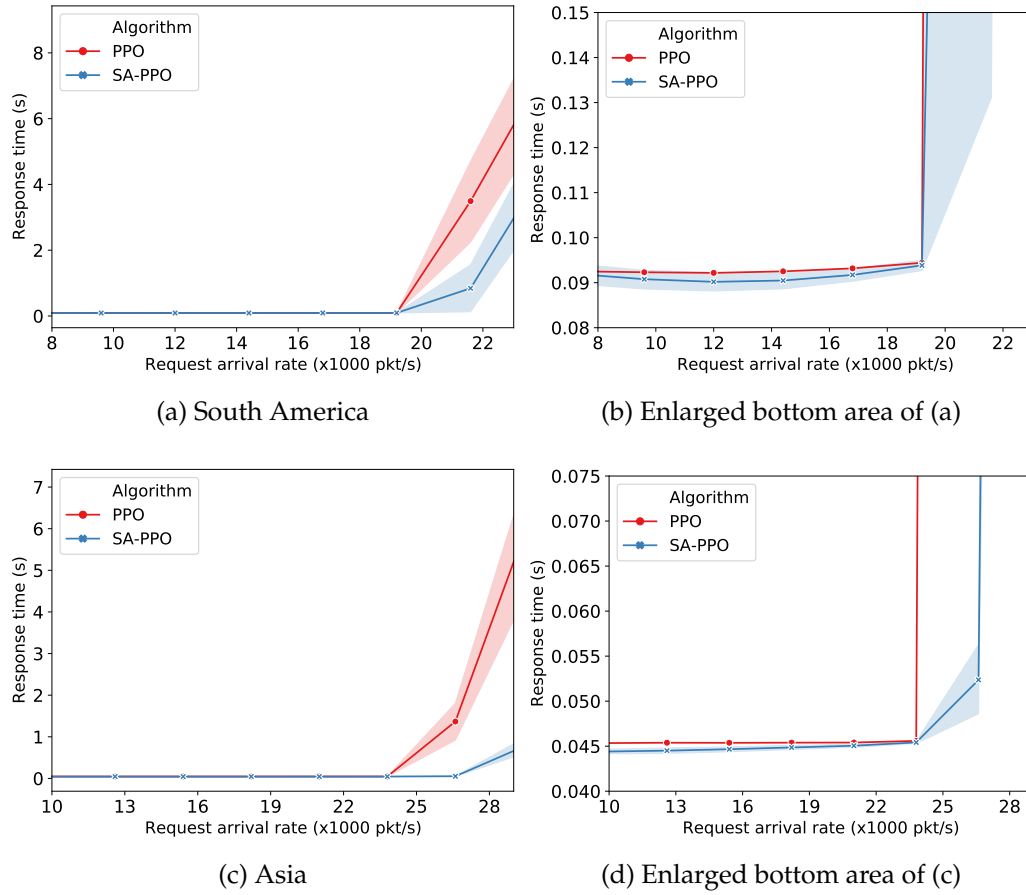 Algorithm
PPO
SA-PPO
Response time (s)
8
6
4
2
0
8 10 12 14 16 18 20 22
Request arrival rate (x1000 pkt/s)
(a) South America
Algorithm
PPO
SA-PPO
Response time (s)
0.15
0.14
0.13
0.12
0.11
0.10
0.09
0.08
8 10 12 14 16 18 20 22
Request arrival rate (x1000 pkt/s)
(b) Enlarged bottom area of (a)
Algorithm
PPO
SA-PPO
Response time (s)
7
6
5
4
3
2
1
0
10 13 16 19 22 25 28
Request arrival rate (x1000 pkt/s)
(c) Asia
Algorithm
PPO
SA-PPO
Response time (s)
0.075
0.070
0.065
0.060
0.055
0.050
0.045
0.040
10 13 16 19 22 25 28
Request arrival rate (x1000 pkt/s)
(d) Enlarged bottom area of (c)